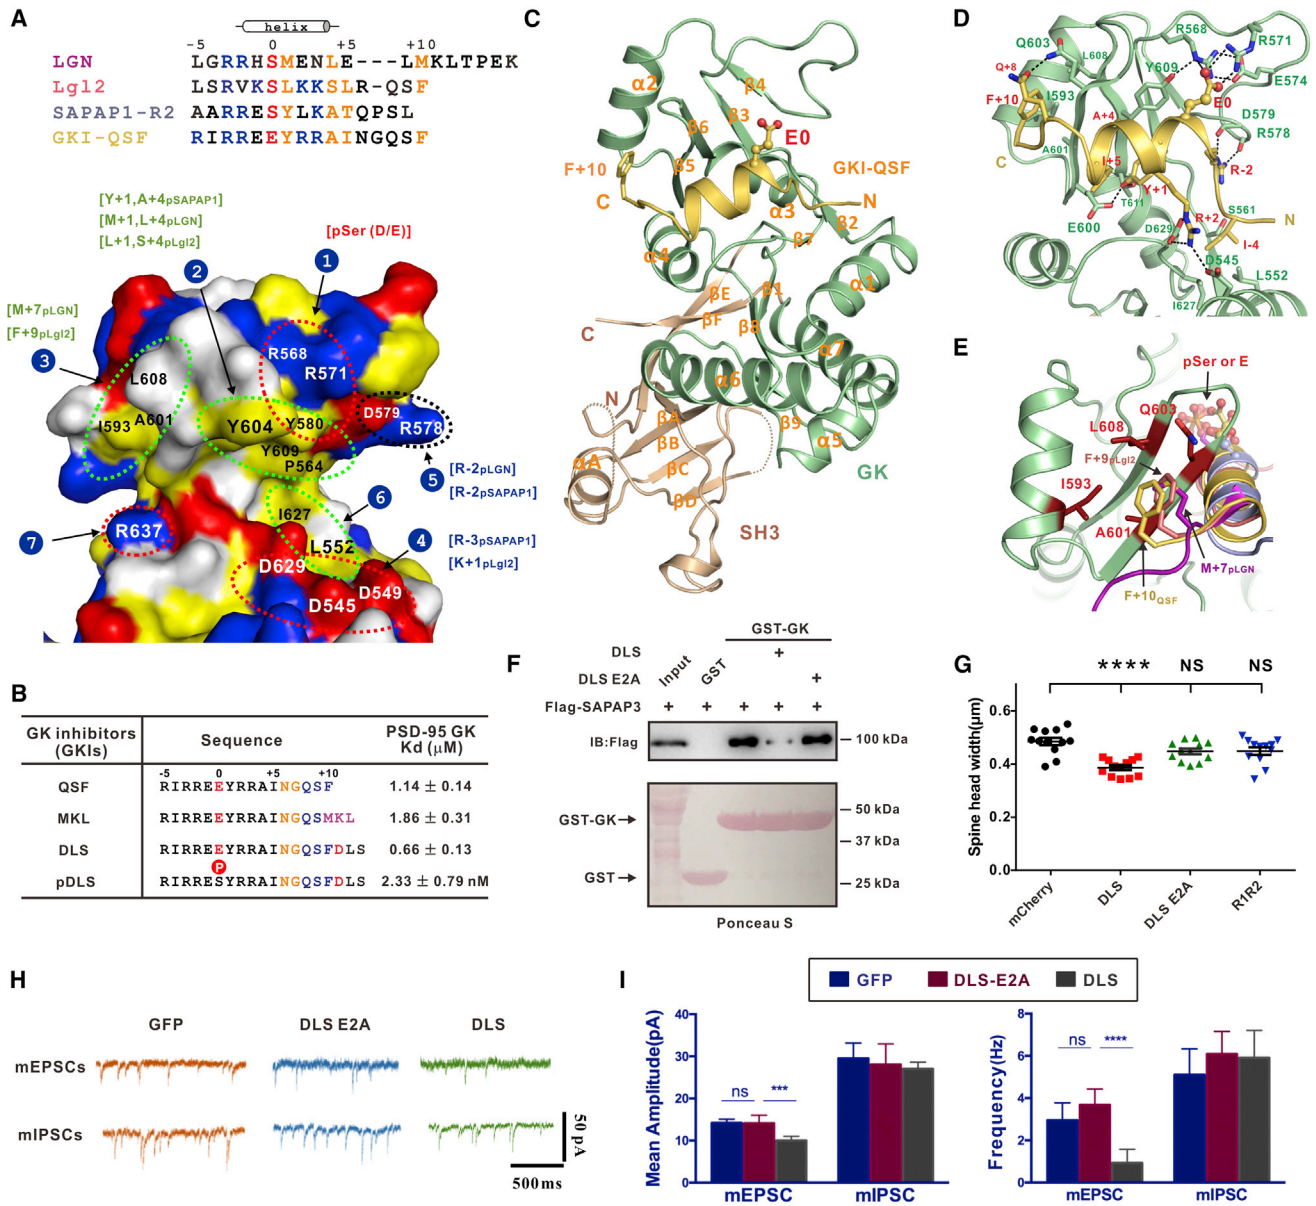 A
helix
-5 0 +5 +10
LGN LGRRHSMENLE---LMKLTPEK
Lgl2 LSRVKSLKKSLR-QSF
SAPAP1-R2 AARRESYLKATQPSL
GKI-QSF RIRREEYRRAINGQSF
[Y+1,A+4pSAPAP1]
[M+1,L+4pLGN]
[L+1,S+4pLgl2]
[pSer (D/E)]
1
2
[M+7pLGN]
[F+9pLgl2]
3
R568
R571
L608
I593 A601
Y604
Y580
D579
R578
Y609
P564
5
[R-2pLGN]
[R-2pSAPAP1]
6
I627
R637
7
L552
4
[R-3pSAPAP1]
[K+1pLgl2]
D629
D549
D545
B
GK inhibitors (GKIs)
Sequence
PSD-95 GK Kd (μM)
-5 0 +5 +10
QSF RIRREEYRRAINGQSF 1.14 ± 0.14
MKL RIRREEYRRAINGQSMKL 1.86 ± 0.31
DLS RIRREEYRRAINGQSFDLS 0.66 ± 0.13
P
pDLS RIRRESYRRAINGQSFDLS 2.33 ± 0.79 nM
C
α2
β4
β3
β6
E0
β5
F+10
GKI-QSF
C
N
α3
β2
β7
α4
α1
βE
β1
βF
β8
C
α7
α6
N
βA
β9
α5
βB
αA
βC
GK
βD
SH3
D
R568
Q603
R571
Q+8
L608
Y609
E574
E0
F+10
I593
D579
A+4
R578
C
A601
I+5
R-2
Y+1
T611
S561
R+2
N
E600
D629
I-4
D545
L552
I627
E
pSer or E
Q603
L608
F+9pLgl2
I593
A601
M+7pLGN
F+10QSF
F
GST-GK
DLS +
DLS E2A +
Input
GST
Flag-SAPAP3 + + + + +
IB:Flag
100 kDa
50 kDa
GST-GK
37 kDa
GST
25 kDa
Ponceau S
G
**** NS NS
Spine head width(μm)
0.6
0.4
0.2
0.0
mCherry
DLS
DLS E2A
R1R2
H
GFP DLS E2A DLS
mEPSCs
mIPSCs
50 pA
500ms
I
GFP DLS-E2A DLS
Mean Amplitude(pA)
40
30
20
10
0
ns ***
mEPSC mIPSC
Frequency(Hz)
8
6
4
2
0
ns ****
mEPSC mIPSC